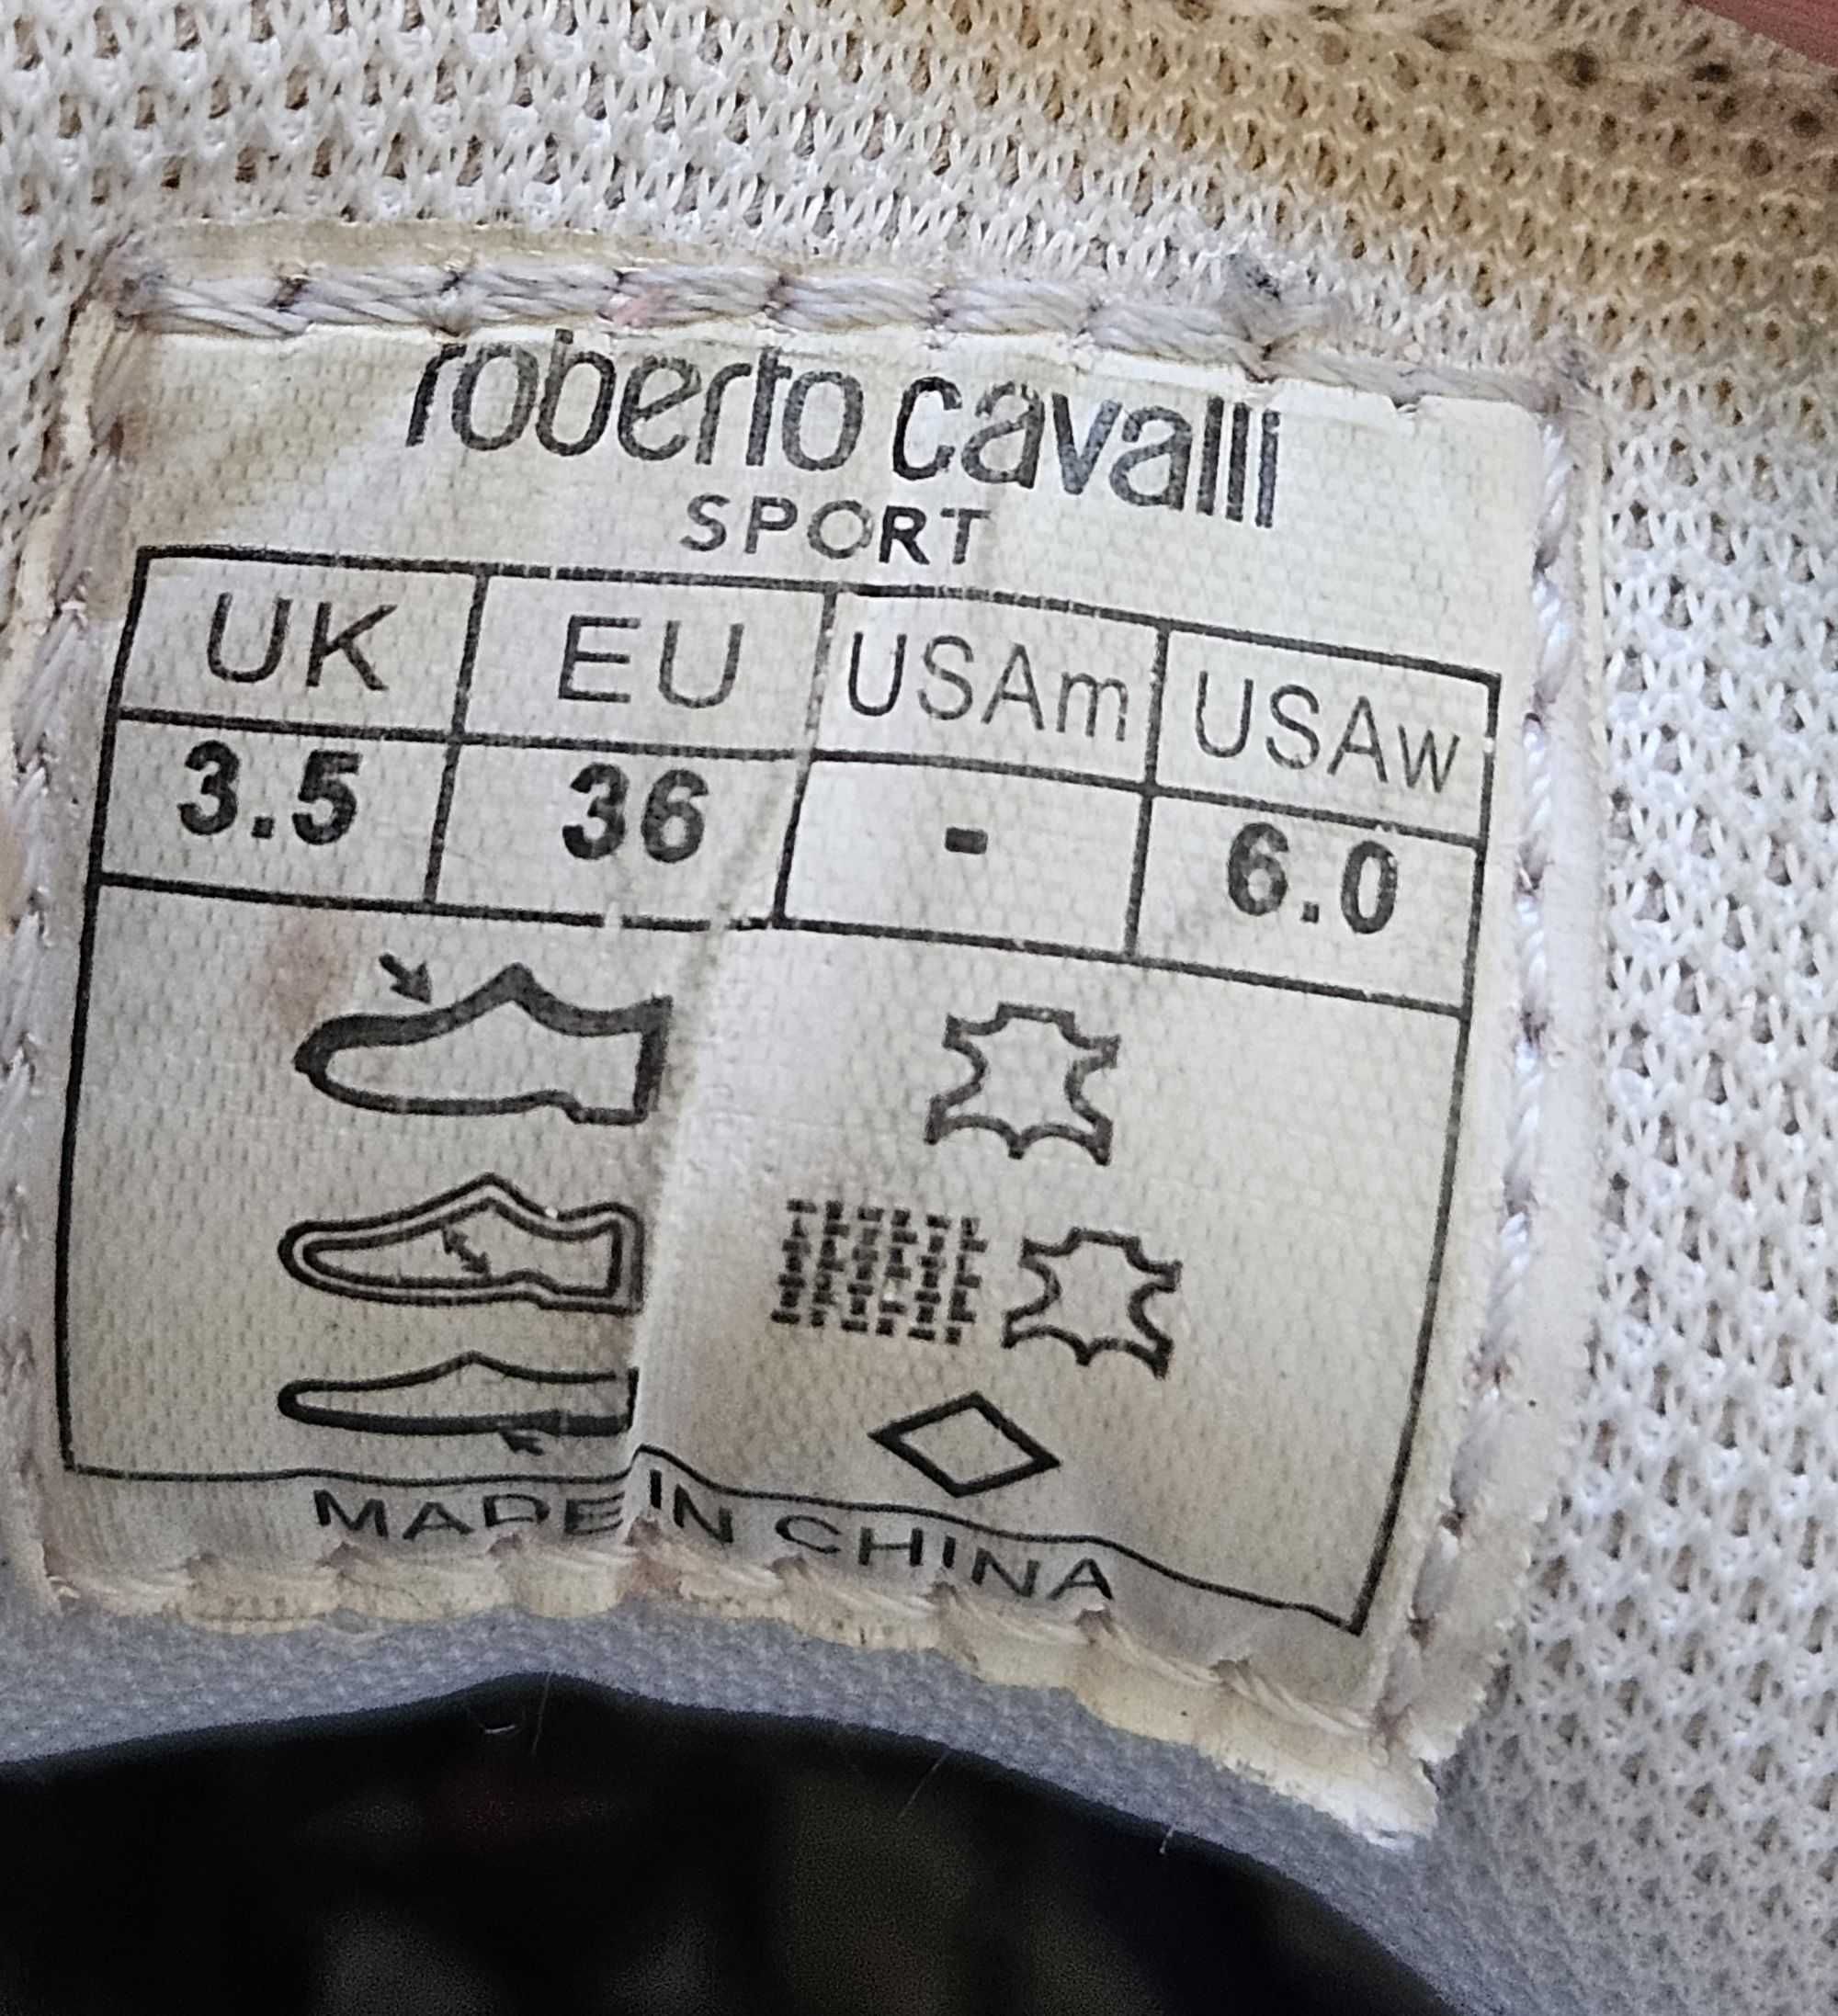 roberto cavalli
SPORT
UK EU USAm USAw
3.5 36 - 6.0
MADE IN CHINA